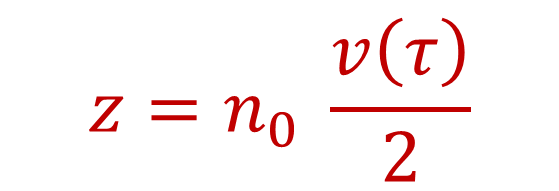 z = n₀ v(τ)/2